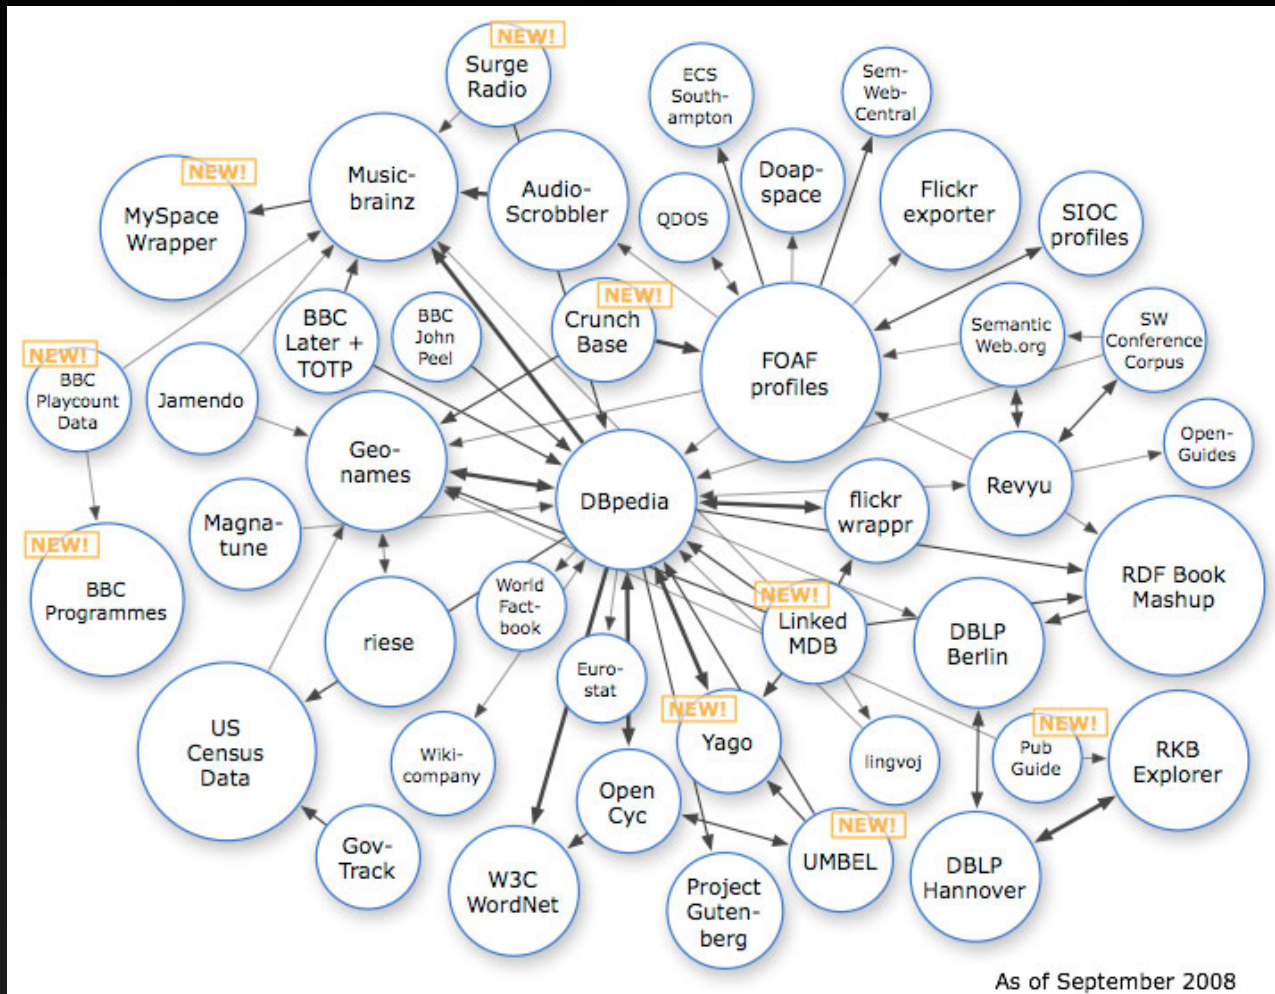 NEW!
Surge
Radio
ECS
South-
ampton
Sem-
Web-
Central
NEW!
MySpace
Wrapper
Music-
brainz
Audio-
Scrobbler
QDOS
Doap-
space
Flickr
exporter
SIOC
profiles
BBC
Later +
TOTP
BBC
John
Peel
NEW!
Crunch
Base
FOAF
profiles
Semantic
Web.org
SW
Conference
Corpus
NEW!
BBC
Playcount
Data
Jamendo
Geo-
names
DBpedia
flickr
wrappr
Revyu
Open-
Guides
Magna-
tune
NEW!
BBC
Programmes
riese
World
Fact-
book
Euro-
stat
NEW!
Linked
MDB
DBLP
Berlin
RDF Book
Mashup
US
Census
Data
Wiki-
company
Open
Cyc
NEW!
Yago
lingvoj
NEW!
Pub
Guide
RKB
Explorer
Gov-
Track
W3C
WordNet
Project
Guten-
berg
NEW!
UMBEL
DBLP
Hannover
As of September 2008